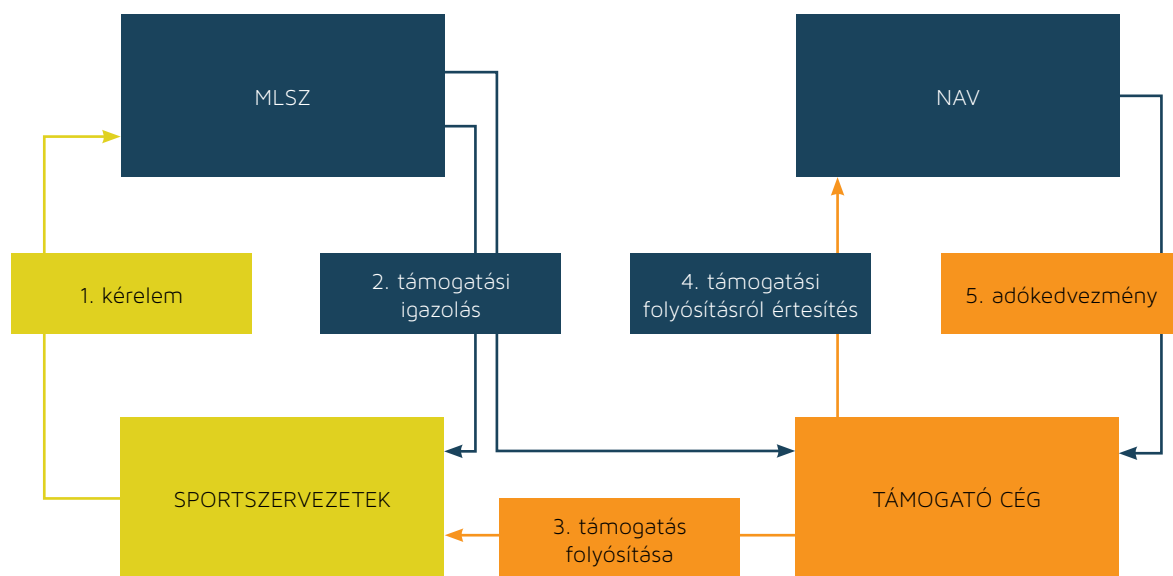 MLSZ
NAV
1. kérelem
2. támogatási
igazolás
4. támogatási
folyósításról értesítés
5. adókedvezmény
SPORTSZERVEZETEK
3. támogatás
folyósítása
TÁMOGATÓ CÉG